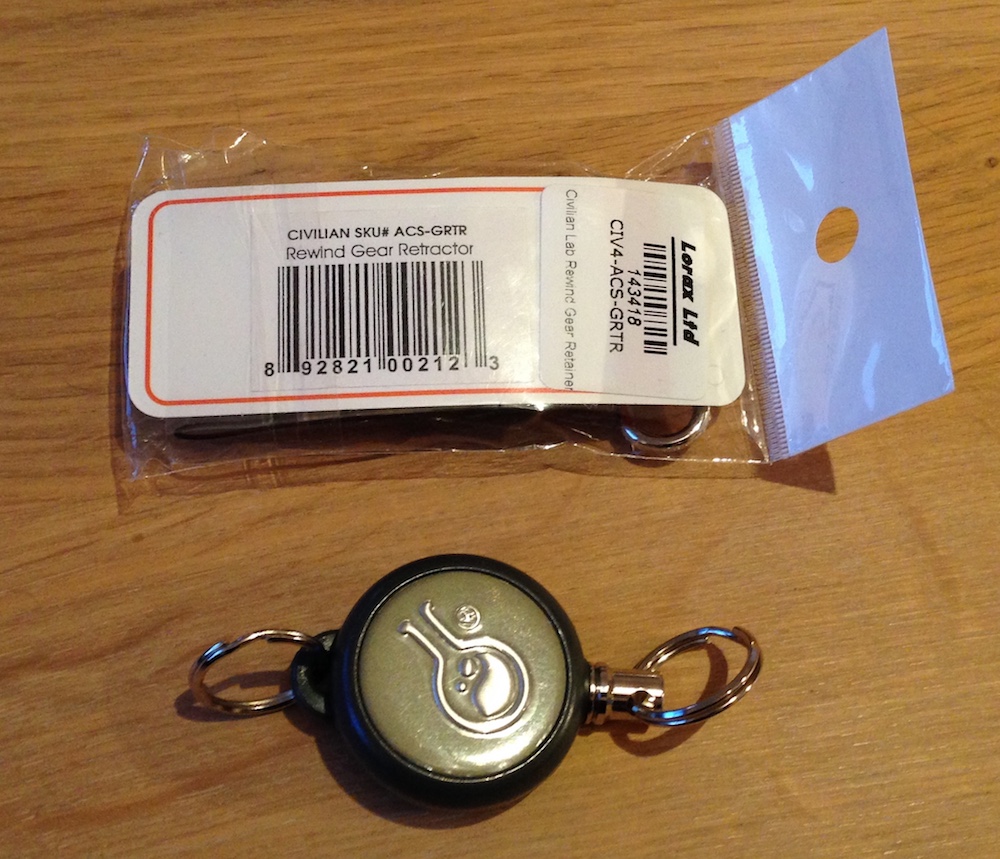 CIVILIAN SKU# ACS-GRTR
Rewind Gear Retractor
8 92821 00212 3
Civilian Lab Rewind Gear Retainer
Lorax Ltd
143418
CIV4-ACS-GRTR